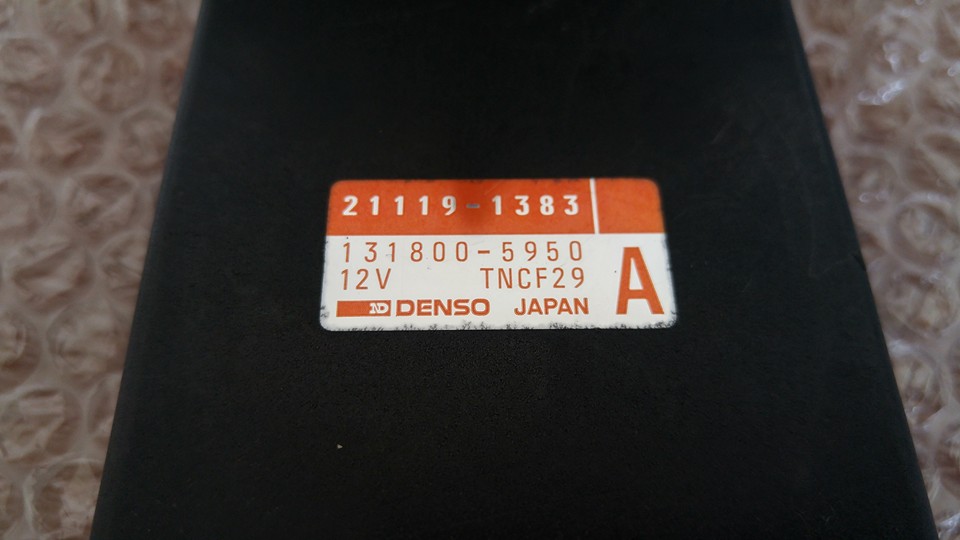 21119-1383
131800-5950
12V TNCF29 A
ND DENSO JAPAN